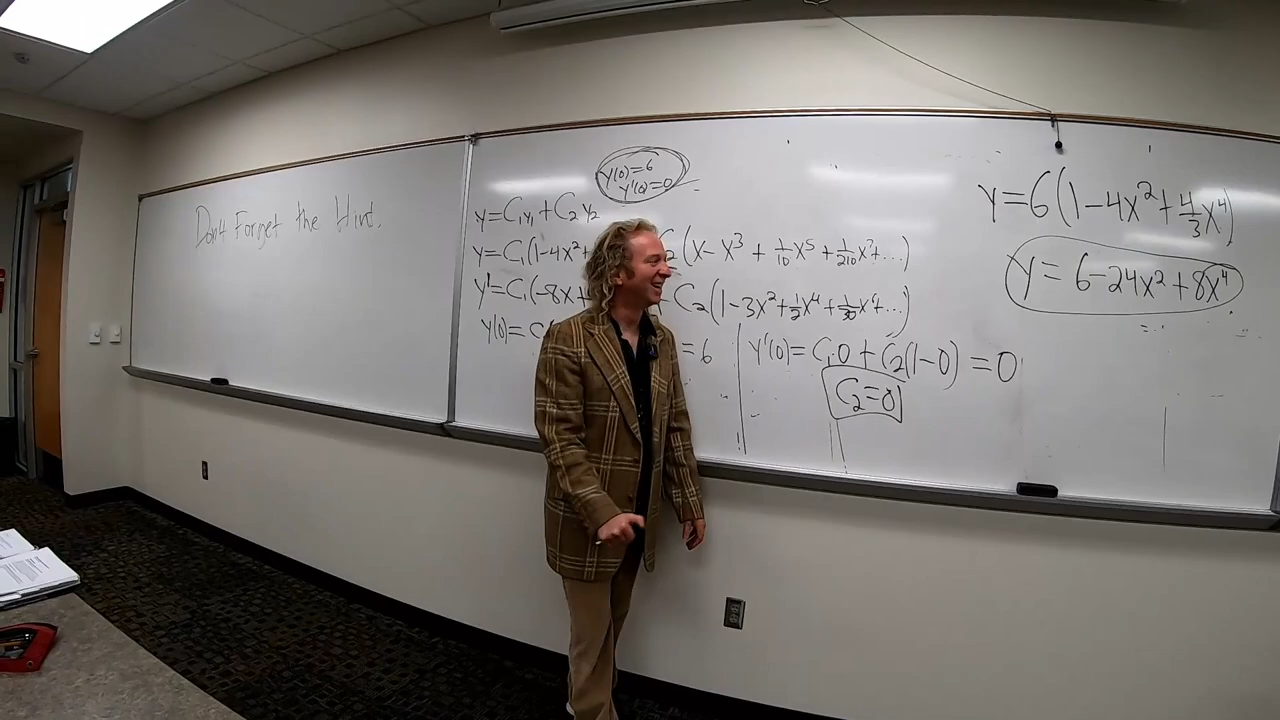 Don't Forget the Hint.
y(0)=6
y'(0)=0
y=C₁y₁+C₂y₂
y=C₁(1-4x²+ C₂(x-x³+1/10x⁵+1/210x⁷+...)
y'=C₁(-8x+ C₂(1-3x²+1/2x⁴+1/30x⁶+...)
y(0)= =6
y'(0)=C₁0+C₂(1-0)=0
C₂=0
y=6(1-4x²+4/3x⁴)
y=6-24x²+8x⁴